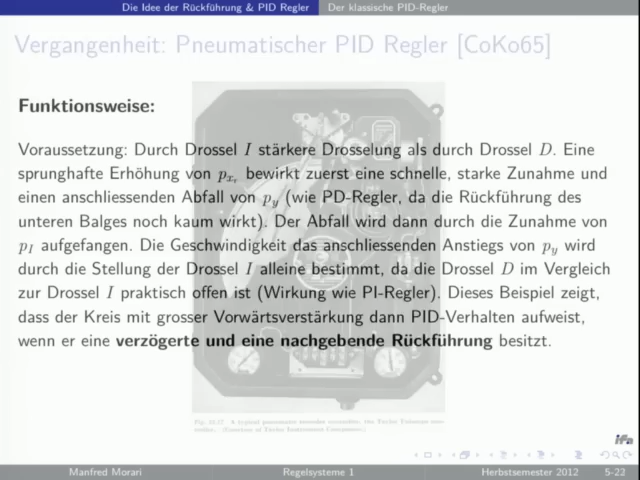 Die Idee der Rückführung & PID Regler Der klassische PID-Regler
Vergangenheit: Pneumatischer PID Regler [CoKo65]
Funktionsweise:
Voraussetzung: Durch Drossel I stärkere Drosselung als durch Drossel D. Eine
sprunghafte Erhöhung von p_{x_r} bewirkt zuerst eine schnelle, starke Zunahme und
einen anschliessenden Abfall von p_y (wie PD-Regler, da die Rückführung des
unteren Balges noch kaum wirkt). Der Abfall wird dann durch die Zunahme von
p_I aufgefangen. Die Geschwindigkeit das anschliessenden Anstiegs von p_y wird
durch die Stellung der Drossel I alleine bestimmt, da die Drossel D im Vergleich
zur Drossel I praktisch offen ist (Wirkung wie PI-Regler). Dieses Beispiel zeigt,
dass der Kreis mit grosser Vorwärtsverstärkung dann PID-Verhalten aufweist,
wenn er eine verzögerte und eine nachgebende Rückführung besitzt.
ifa
Manfred Morari Regelsysteme 1 Herbstsemester 2012 5-22